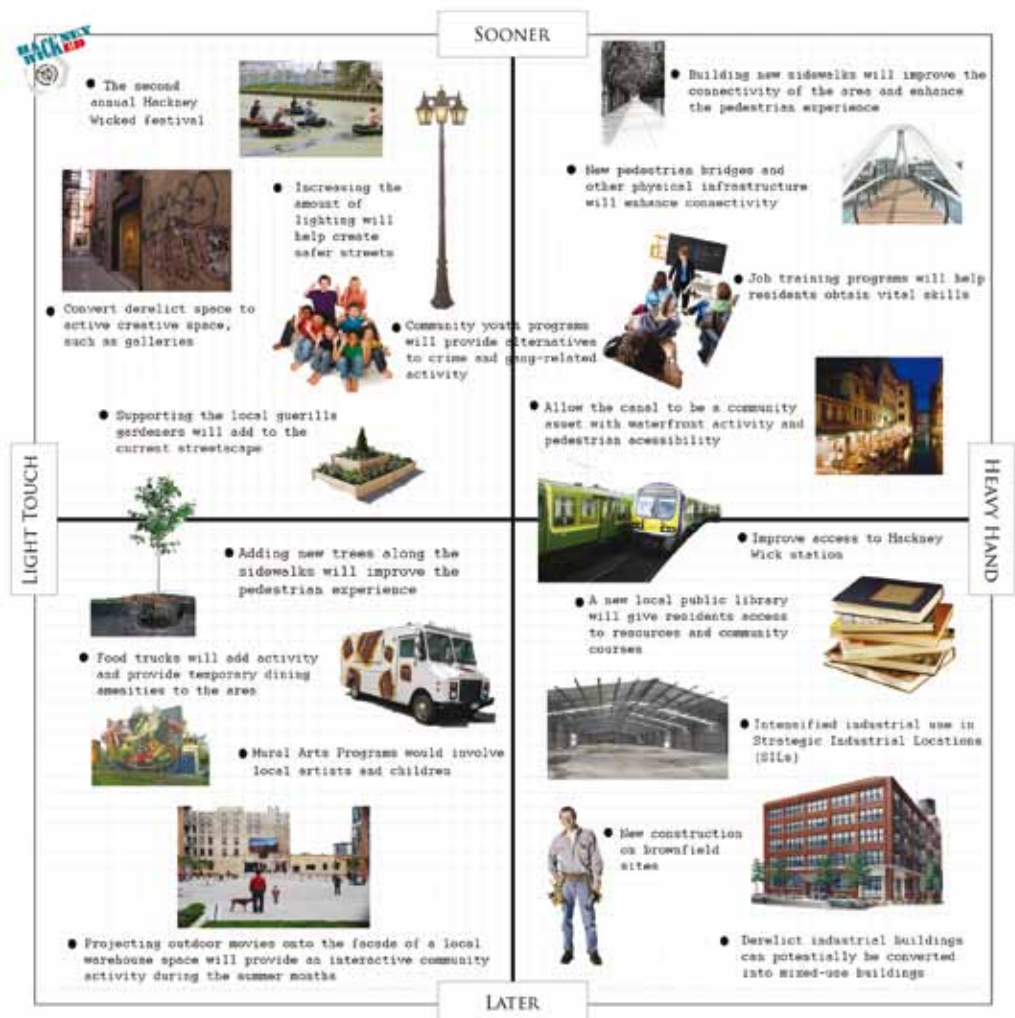 SOONER
HACKNEY
WICKED
The second
annual Hackney
Wicked festival
Increasing the
amount of
lighting will
help create
safer streets
Convert derelict space to
active creative space,
such as galleries
Community youth programs
will provide alternatives
to crime and gang-related
activity
Supporting the local guerilla
gardeners will add to the
current streetscape
Building new sidewalks will improve the
connectivity of the area and enhance
the pedestrian experience
New pedestrian bridges and
other physical infrastructure
will enhance connectivity
Job training programs will help
residents obtain vital skills
Allow the canal to be a community
asset with waterfront activity and
pedestrian acessibility
LIGHT TOUCH
HEAVY HAND
Adding new trees along the
sidewalks will improve the
pedestrian experience
Food trucks will add activity
and provide temporary dining
amenities to the area
Mural Arts Programs would involve
local artists and children
Projecting outdoor movies onto the facade of a local
warehouse space will provide an interactive community
activity during the summer months
Improve access to Hackney
Wick station
A new local public library
will give residents access
to resources and community
courses
Intensified industrial use in
Strategic Industrial Locations
(SILs)
New construction
on brownfield
sites
Derelict industrial buildings
can potentially be converted
into mixed-use buildings
LATER